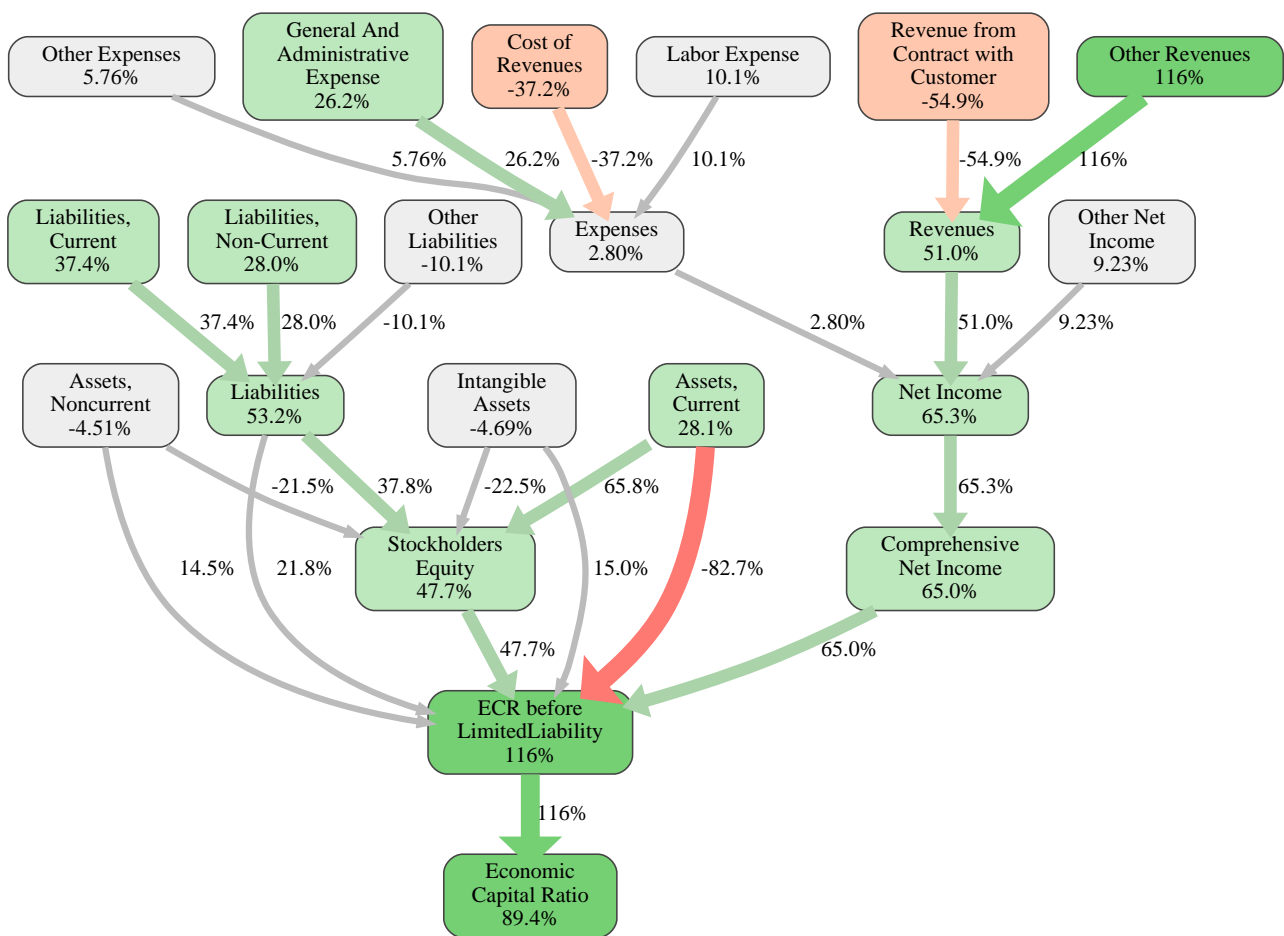 Other Expenses
5.76%
General And
Administrative
Expense
26.2%
Cost of
Revenues
-37.2%
Labor Expense
10.1%
Revenue from
Contract with
Customer
-54.9%
Other Revenues
116%
5.76%
26.2%
-37.2%
10.1%
-54.9%
116%
Liabilities,
Current
37.4%
Liabilities,
Non-Current
28.0%
Other
Liabilities
-10.1%
Expenses
2.80%
Revenues
51.0%
Other Net
Income
9.23%
37.4%
28.0%
-10.1%
2.80%
51.0%
9.23%
Assets,
Noncurrent
-4.51%
Liabilities
53.2%
Intangible
Assets
-4.69%
Assets,
Current
28.1%
Net Income
65.3%
-21.5%
37.8%
-22.5%
65.8%
65.3%
Stockholders
Equity
47.7%
Comprehensive
Net Income
65.0%
14.5%
21.8%
15.0%
-82.7%
47.7%
65.0%
ECR before
LimitedLiability
116%
116%
Economic
Capital Ratio
89.4%